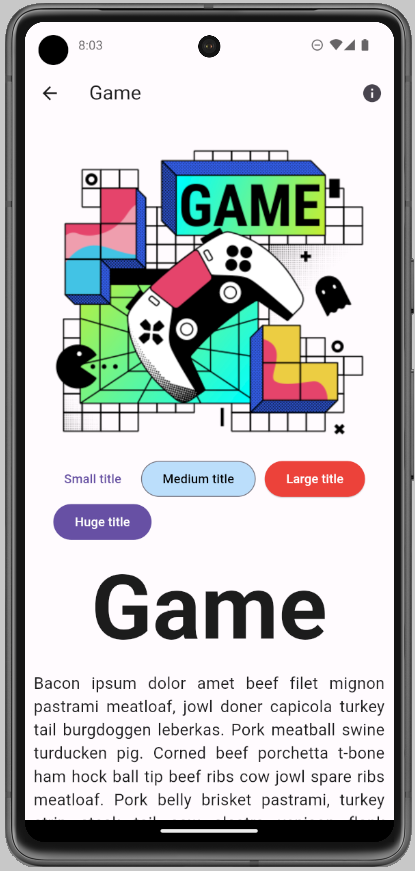 8:03
Game
GAME
Small title
Medium title
Large title
Huge title
Game
Bacon ipsum dolor amet beef filet mignon
pastrami meatloaf, jowl doner capicola turkey
tail burgdoggen leberkas. Pork meatball swine
turducken pig. Corned beef porchetta t-bone
ham hock ball tip beef ribs cow jowl spare ribs
meatloaf. Pork belly brisket pastrami, turkey